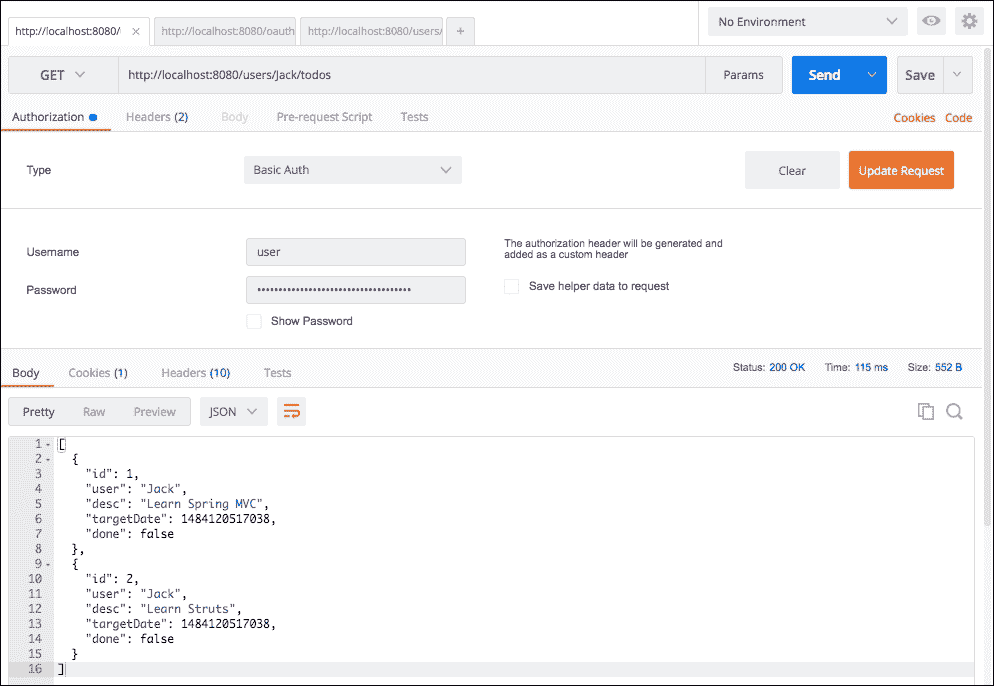 http://localhost:8080/ × http://localhost:8080/oauth http://localhost:8080/users/ + No Environment
GET http://localhost:8080/users/Jack/todos Params Send Save
Authorization Headers (2) Body Pre-request Script Tests Cookies Code
Type Basic Auth Clear Update Request
Username user The authorization header will be generated and
added as a custom header
Password •••••••••••••••••••••••••••••••••••• Save helper data to request
Show Password
Body Cookies (1) Headers (10) Tests Status: 200 OK Time: 115 ms Size: 552 B
Pretty Raw Preview JSON
1 [
2 {
3 "id": 1,
4 "user": "Jack",
5 "desc": "Learn Spring MVC",
6 "targetDate": 1484120517038,
7 "done": false
8 },
9 {
10 "id": 2,
11 "user": "Jack",
12 "desc": "Learn Struts",
13 "targetDate": 1484120517038,
14 "done": false
15 }
16 ]